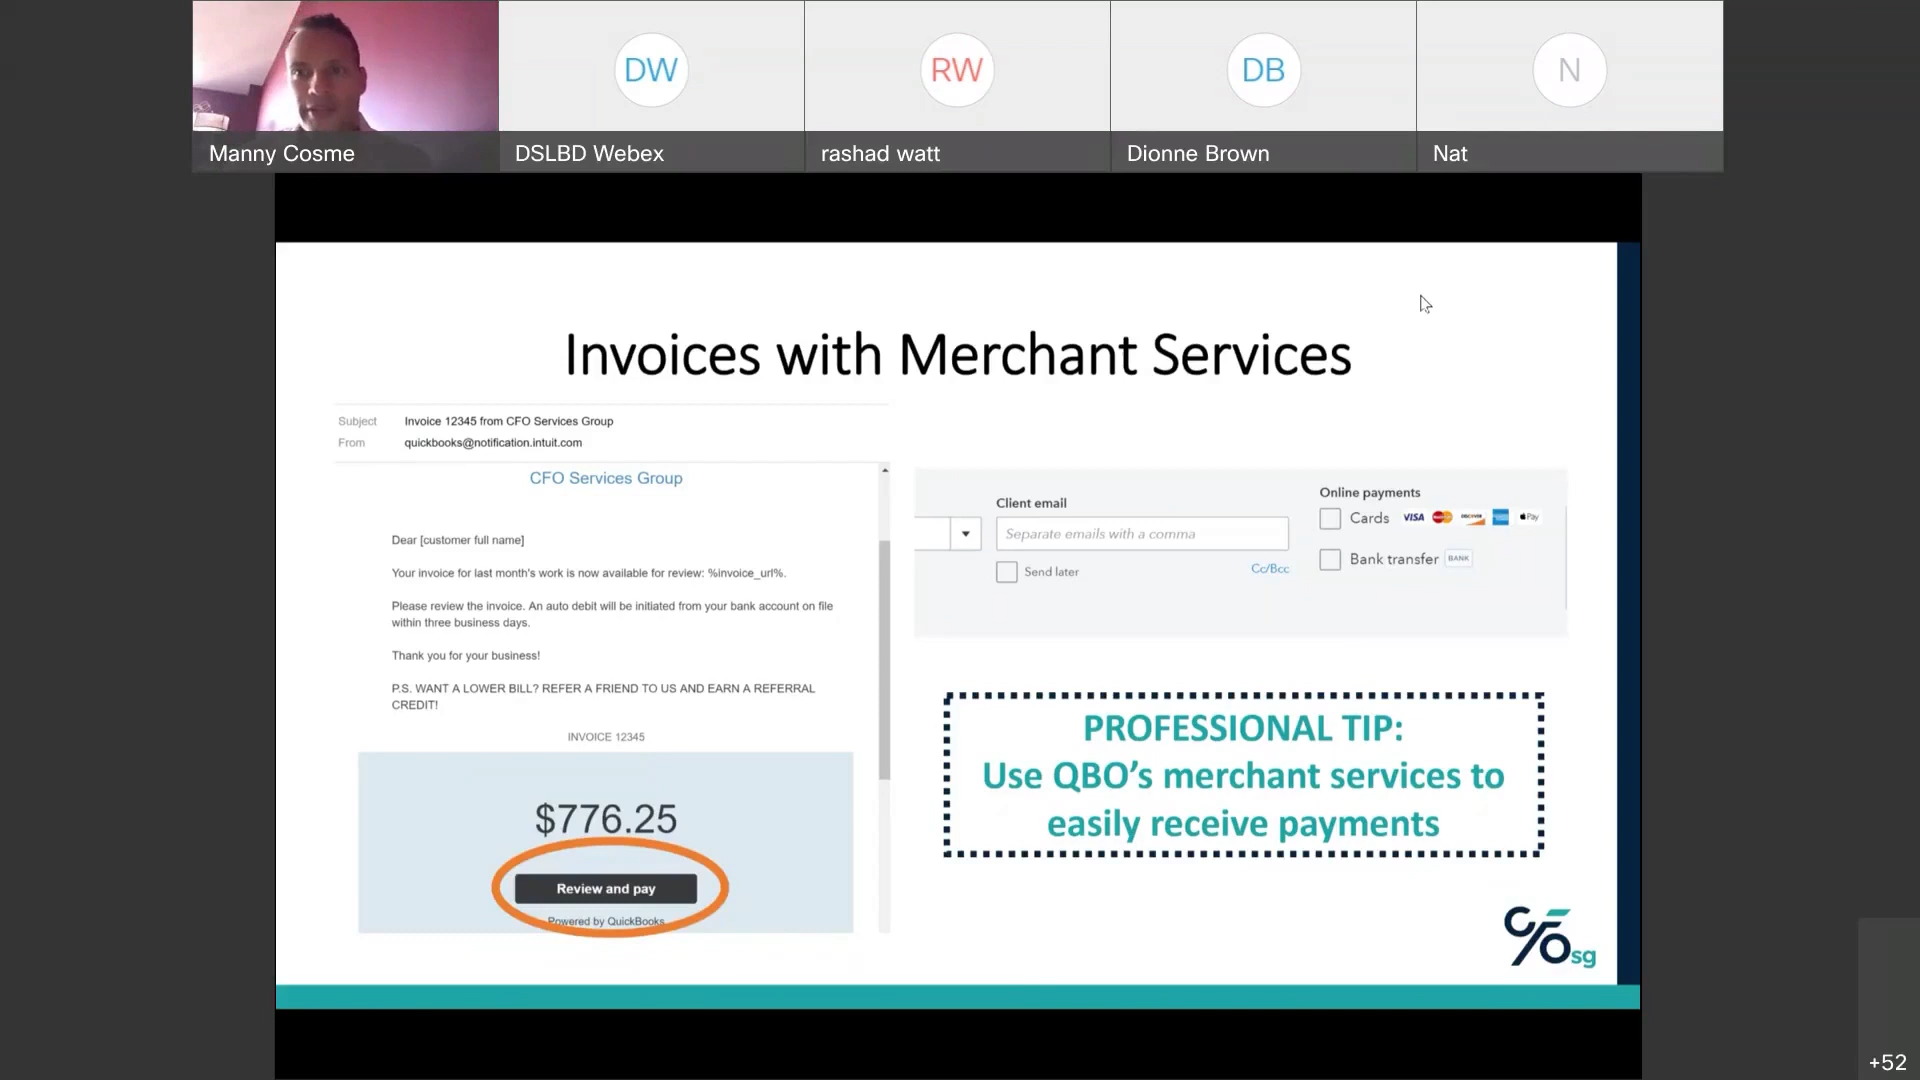 DW
RW
DB
N
Manny Cosme
DSLBD Webex
rashad watt
Dionne Brown
Nat
Invoices with Merchant Services
Subject Invoice 12345 from CFO Services Group
From quickbooks@notification.intuit.com
CFO Services Group
Dear [customer full name]
Your invoice for last month's work is now available for review: %invoice_url%.
Please review the invoice. An auto debit will be initiated from your bank account on file
within three business days.
Thank you for your business!
P.S. WANT A LOWER BILL? REFER A FRIEND TO US AND EARN A REFERRAL
CREDIT!
INVOICE 12345
$776.25
Review and pay
Powered by QuickBooks
Client email
Separate emails with a comma
Send later
Cc/Bcc
Online payments
Cards VISA MasterCard DISCOVER Pay
Bank transfer BANK
PROFESSIONAL TIP:
Use QBO’s merchant services to
easily receive payments
CFO sg
+52